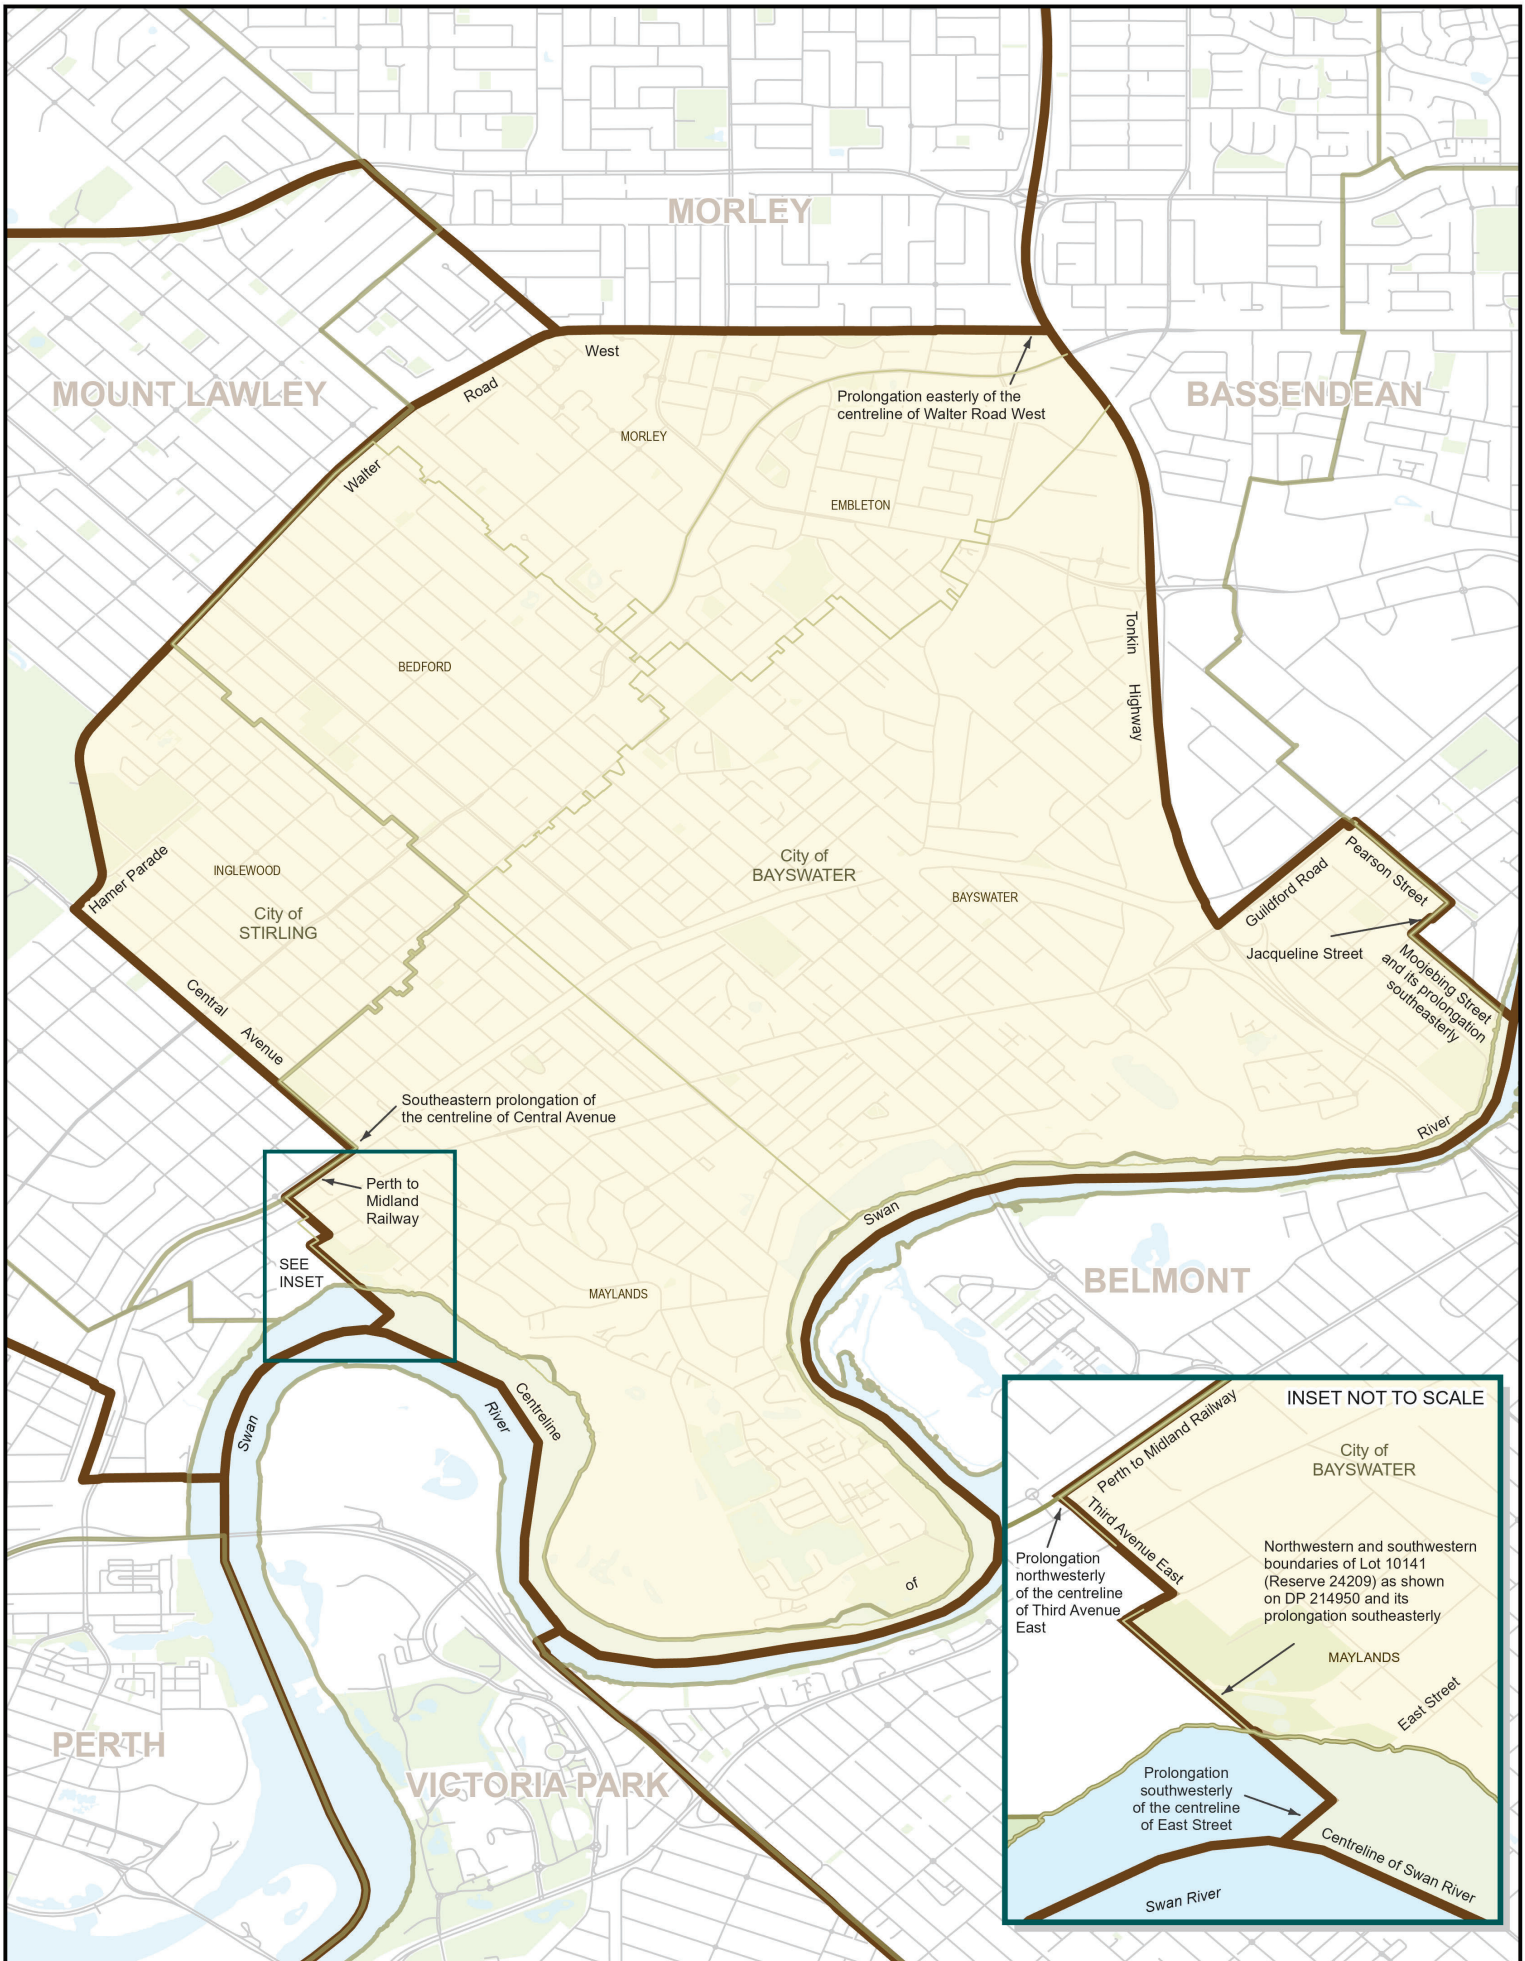 MORLEY
MOUNT LAWLEY
BASSENDEAN
West
Road
Walter
Prolongation easterly of the
centreline of Walter Road West
MORLEY
EMBLETON
Tonkin
Highway
BEDFORD
City of
BAYSWATER
BAYSWATER
INGLEWOOD
City of
STIRLING
Hamer Parade
Central
Avenue
Guildford Road
Pearson Street
Jacqueline Street
Moojebing Street
and its prolongation
southeasterly
Southeastern prolongation of
the centreline of Central Avenue
Perth to
Midland
Railway
SEE
INSET
MAYLANDS
River
Swan
BELMONT
Centreline
River
Swan
of
PERTH
VICTORIA PARK
INSET NOT TO SCALE
Perth to Midland Railway
City of
BAYSWATER
Third Avenue East
Prolongation
northwesterly
of the centreline
of Third Avenue
East
Northwestern and southwestern
boundaries of Lot 10141
(Reserve 24209) as shown
on DP 214950 and its
prolongation southeasterly
MAYLANDS
East Street
Prolongation
southwesterly
of the centreline
of East Street
Centreline of Swan River
Swan River